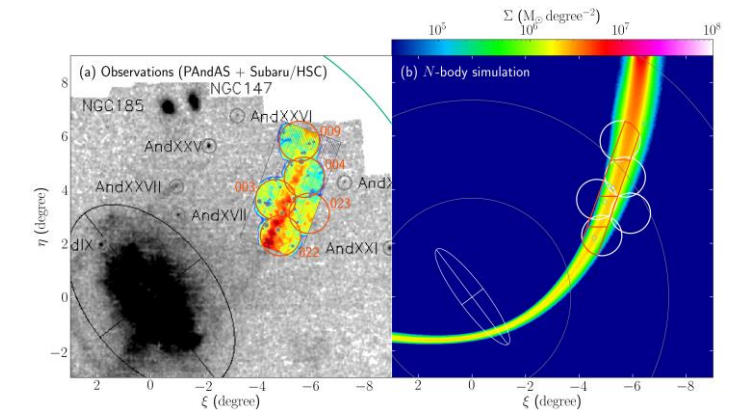 Σ (M⊙ degree⁻²)
10⁵ 10⁶ 10⁷ 10⁸
(a) Observations (PAndAS + Subaru/HSC)
(b) N-body simulation
NGC147
NGC185
AndXXVI
009
AndXXV
004
AndXXVII
003
AndX
023
AndXVII
022
AndXXI
dIX
η (degree)
8
6
4
2
0
−2
2 0 −2 −4 −6 −8
2 0 −2 −4 −6 −8
ξ (degree)
ξ (degree)